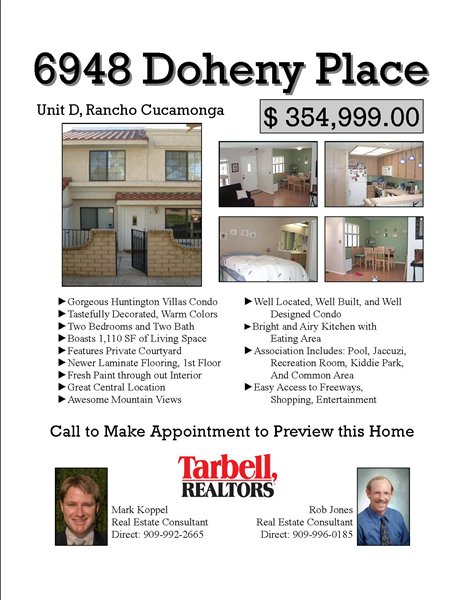 6948 Doheny Place
Unit D, Rancho Cucamonga
$ 354,999.00
►Gorgeous Huntington Villas Condo
►Tastefully Decorated, Warm Colors
►Two Bedrooms and Two Bath
►Boasts 1,110 SF of Living Space
►Features Private Courtyard
►Newer Laminate Flooring, 1st Floor
►Fresh Paint through out Interior
►Great Central Location
►Awesome Mountain Views
►Well Located, Well Built, and Well
Designed Condo
►Bright and Airy Kitchen with
Eating Area
►Association Includes: Pool, Jaccuzi,
Recreation Room, Kiddie Park,
And Common Area
►Easy Access to Freeways,
Shopping, Entertainment
Call to Make Appointment to Preview this Home
Tarbell,
REALTORS
Mark Koppel
Real Estate Consultant
Direct: 909-992-2665
Rob Jones
Real Estate Consultant
Direct: 909-996-0185